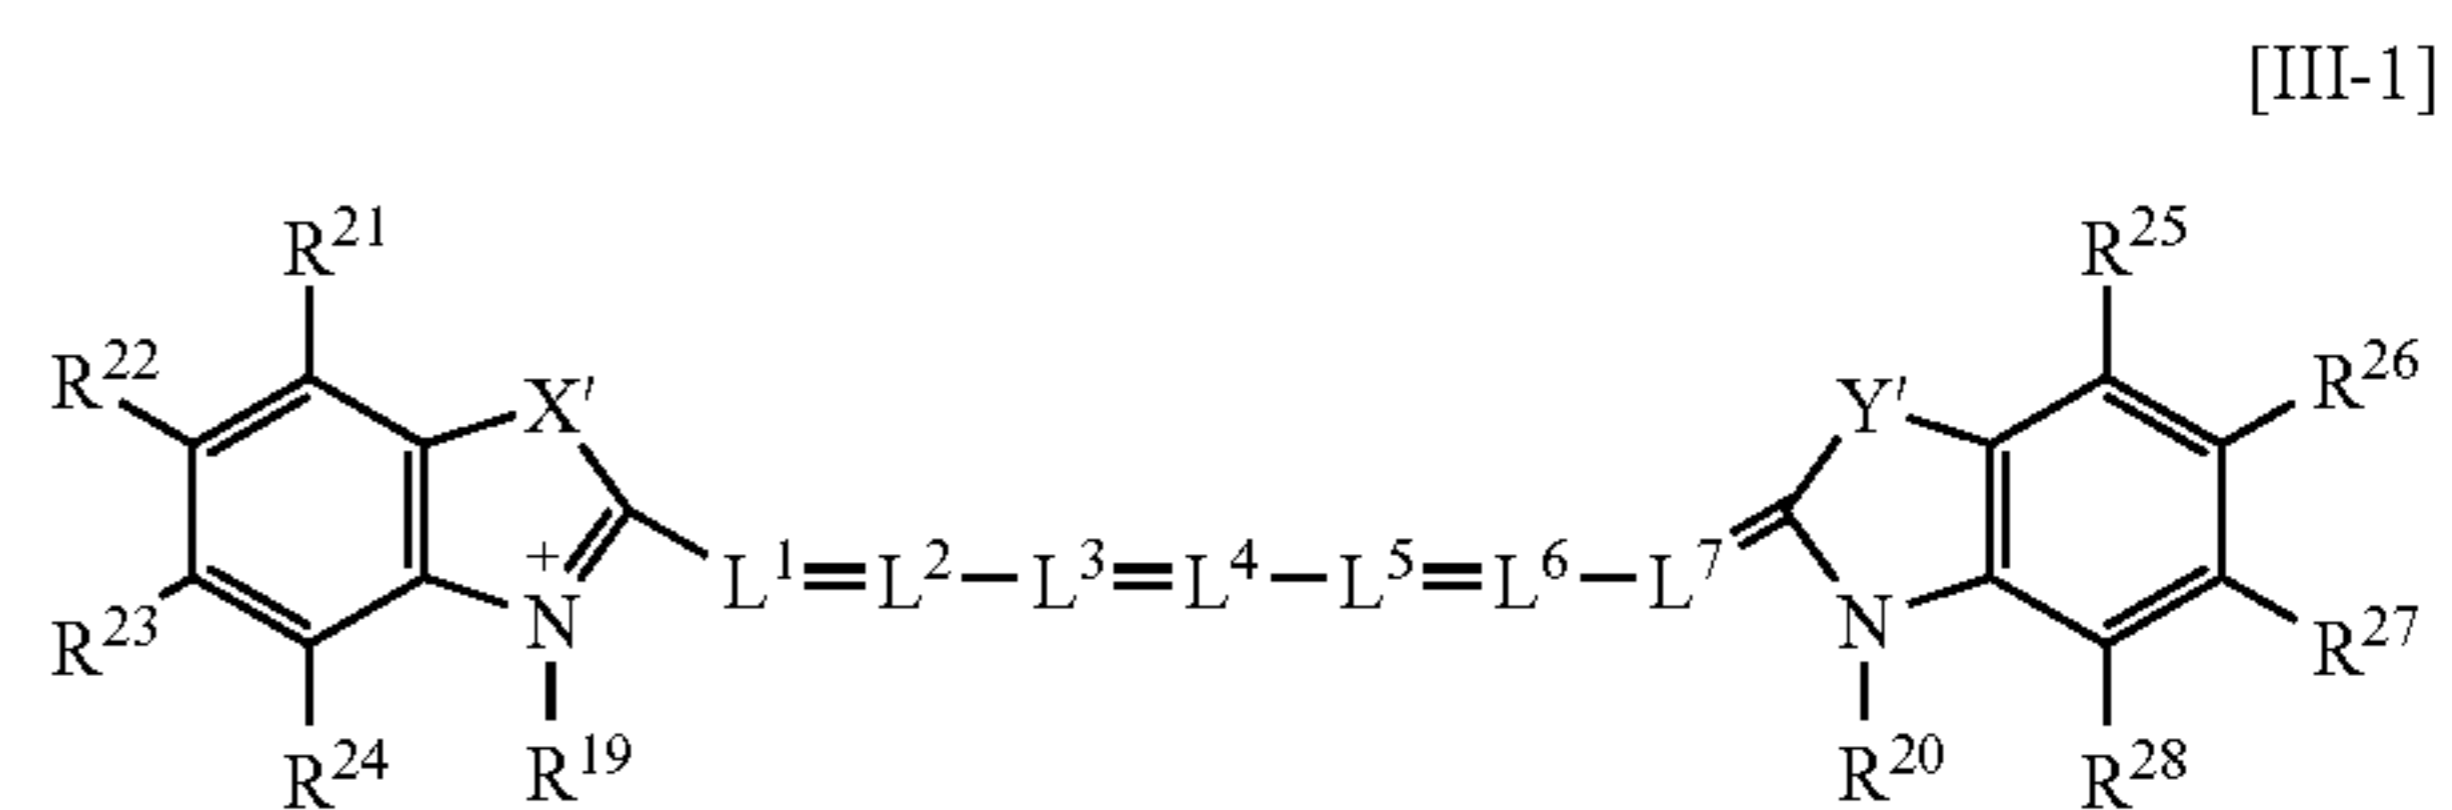 [III-1]
R21 R25
R22 X′ Y′ R26
L1=L2—L3=L4—L5=L6—L7
+
R23 N N R27
R24 R19 R20 R28